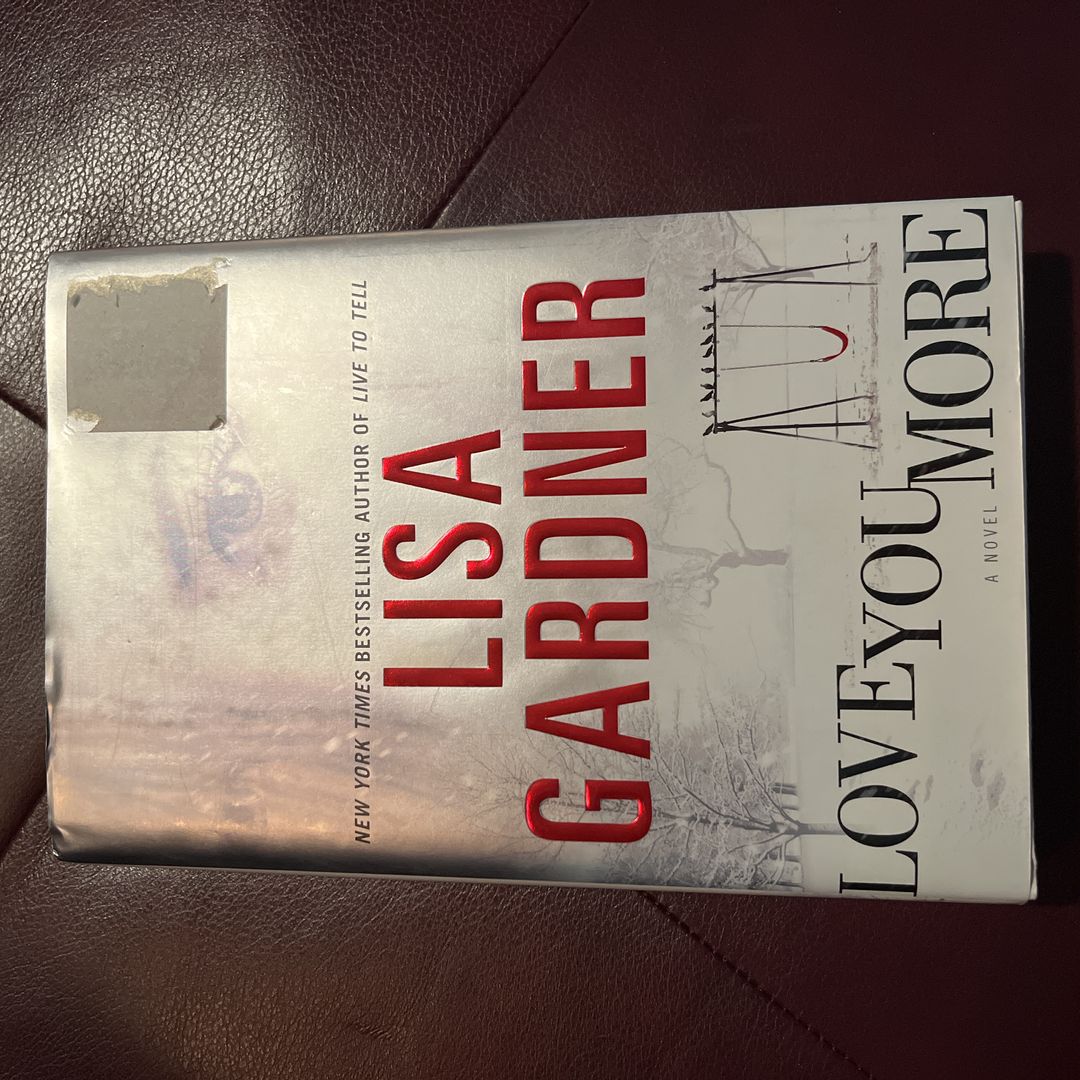 NEW YORK TIMES BESTSELLING AUTHOR OF LIVE TO TELL
LISA
GARDNER
LOVE YOU MORE
A NOVEL